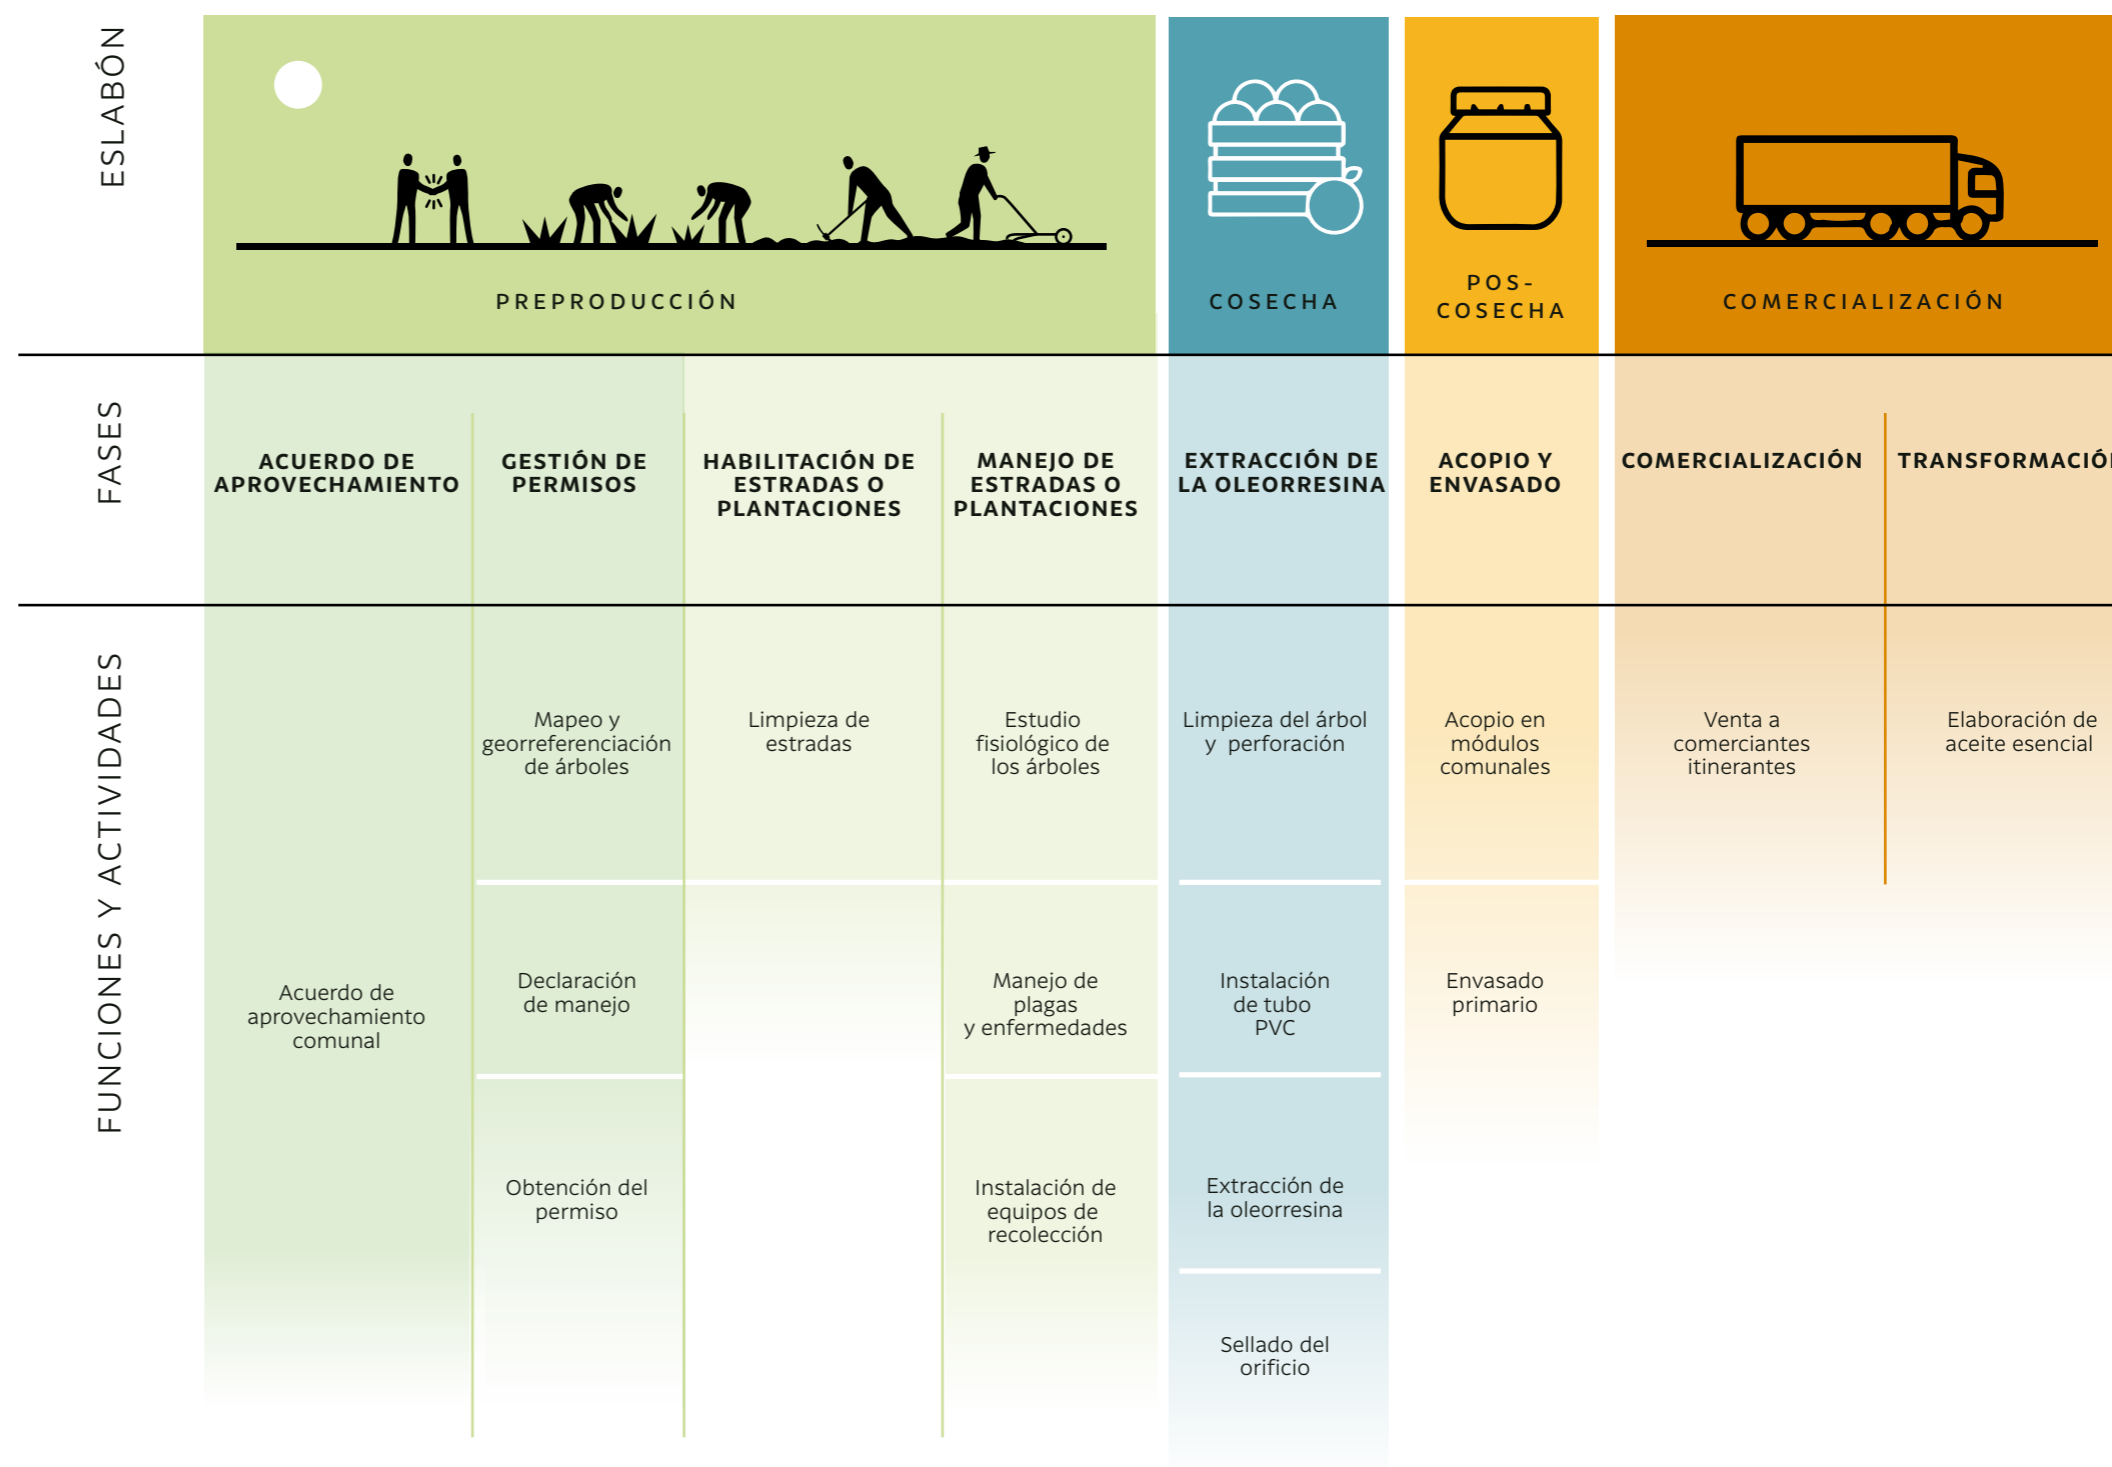 ESLABÓN
PREPRODUCCIÓN
COSECHA
POS-
COSECHA
COMERCIALIZACIÓN
FASES
ACUERDO DE
APROVECHAMIENTO
GESTIÓN DE
PERMISOS
HABILITACIÓN DE
ESTRADAS O
PLANTACIONES
MANEJO DE
ESTRADAS O
PLANTACIONES
EXTRACCIÓN DE
LA OLEORRESINA
ACOPIO Y
ENVASADO
COMERCIALIZACIÓN
TRANSFORMACIÓN
FUNCIONES Y ACTIVIDADES
Acuerdo de
aprovechamiento
comunal
Mapeo y
georreferenciación
de árboles
Declaración
de manejo
Obtención del
permiso
Limpieza de
estradas
Estudio
fisiológico de
los árboles
Manejo de
plagas
y enfermedades
Instalación de
equipos de
recolección
Limpieza del árbol
y perforación
Instalación
de tubo
PVC
Extracción de
la oleorresina
Sellado del
orificio
Acopio en
módulos
comunales
Envasado
primario
Venta a
comerciantes
itinerantes
Elaboración de
aceite esencial